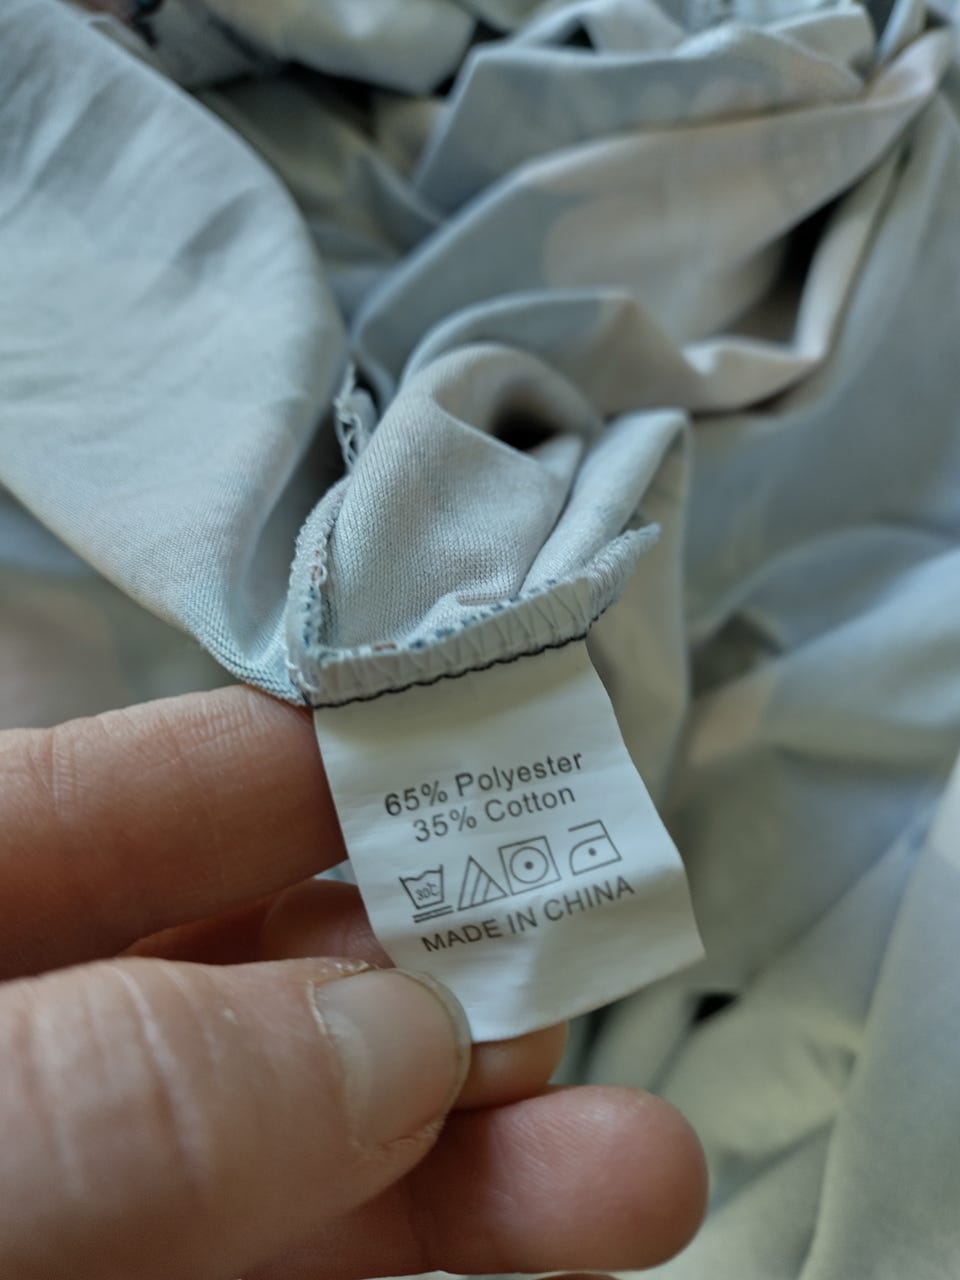 65% Polyester
35% Cotton
30℃
MADE IN CHINA